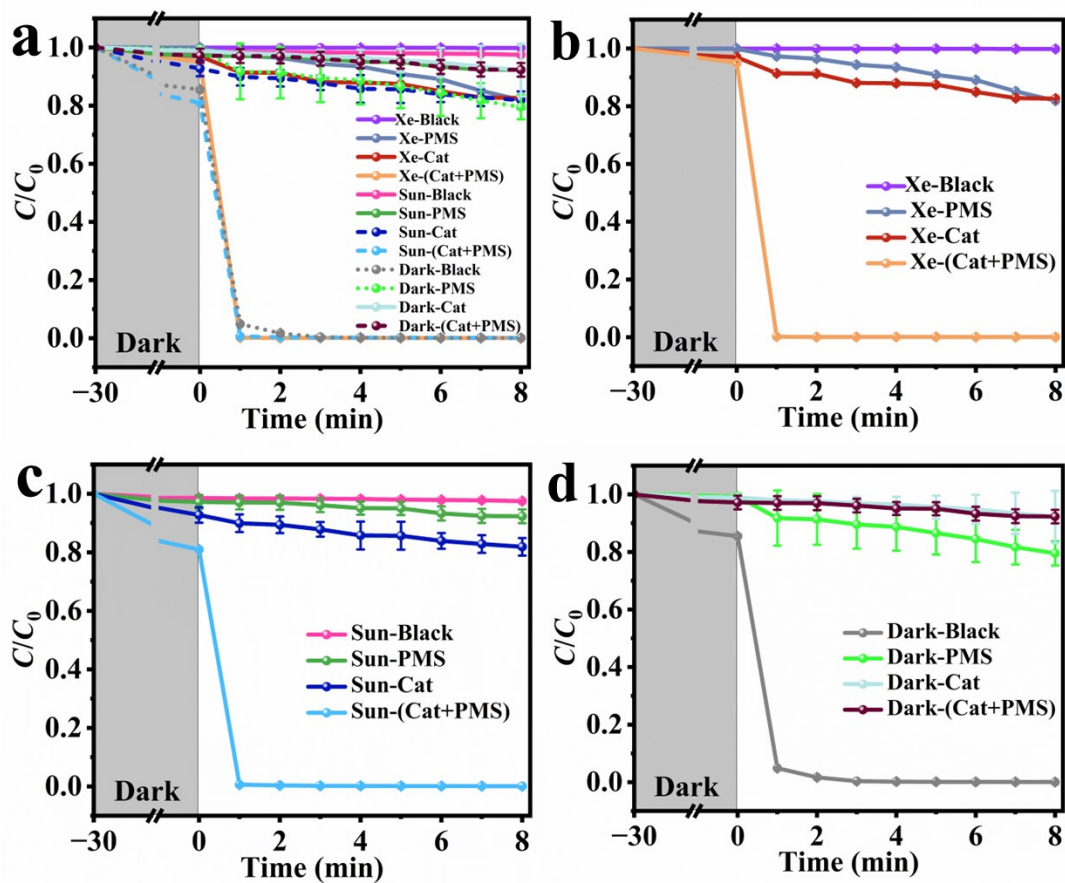 a
C/C₀
1.0
0.8
0.6
0.4
0.2
0.0
Xe-Black
Xe-PMS
Xe-Cat
Xe-(Cat+PMS)
Sun-Black
Sun-PMS
Sun-Cat
Sun-(Cat+PMS)
Dark-Black
Dark-PMS
Dark-Cat
Dark-(Cat+PMS)
Dark
−30 0 2 4 6 8
Time (min)
b
C/C₀
1.0
0.8
0.6
0.4
0.2
0.0
Xe-Black
Xe-PMS
Xe-Cat
Xe-(Cat+PMS)
Dark
−30 0 2 4 6 8
Time (min)
c
C/C₀
1.0
0.8
0.6
0.4
0.2
0.0
Sun-Black
Sun-PMS
Sun-Cat
Sun-(Cat+PMS)
Dark
−30 0 2 4 6 8
Time (min)
d
C/C₀
1.0
0.8
0.6
0.4
0.2
0.0
Dark-Black
Dark-PMS
Dark-Cat
Dark-(Cat+PMS)
Dark
−30 0 2 4 6 8
Time (min)